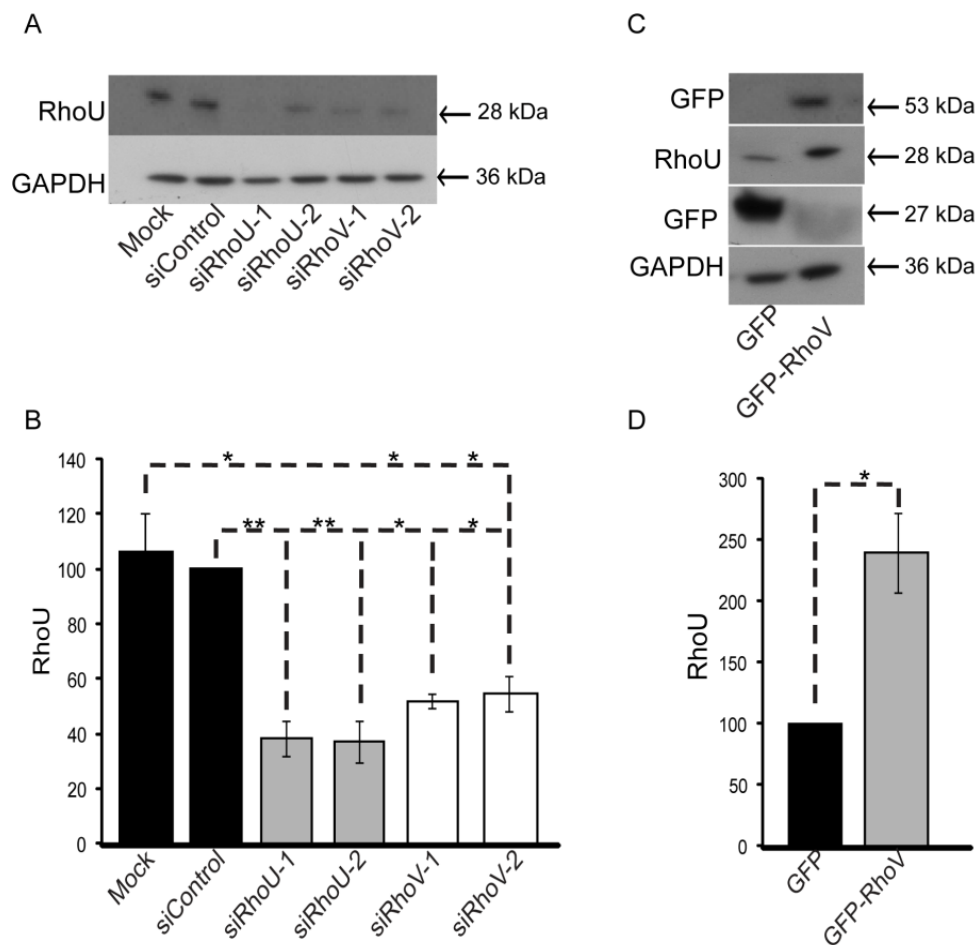 A
RhoU
← 28 kDa
GAPDH
← 36 kDa
Mock
siControl
siRhoU-1
siRhoU-2
siRhoV-1
siRhoV-2
C
GFP
← 53 kDa
RhoU
← 28 kDa
GFP
← 27 kDa
GAPDH
← 36 kDa
GFP
GFP-RhoV
B
RhoU
140
120
100
80
60
40
20
0
* * *
** ** * *
Mock
siControl
siRhoU-1
siRhoU-2
siRhoV-1
siRhoV-2
D
RhoU
300
250
200
150
100
50
0
*
GFP
GFP-RhoV